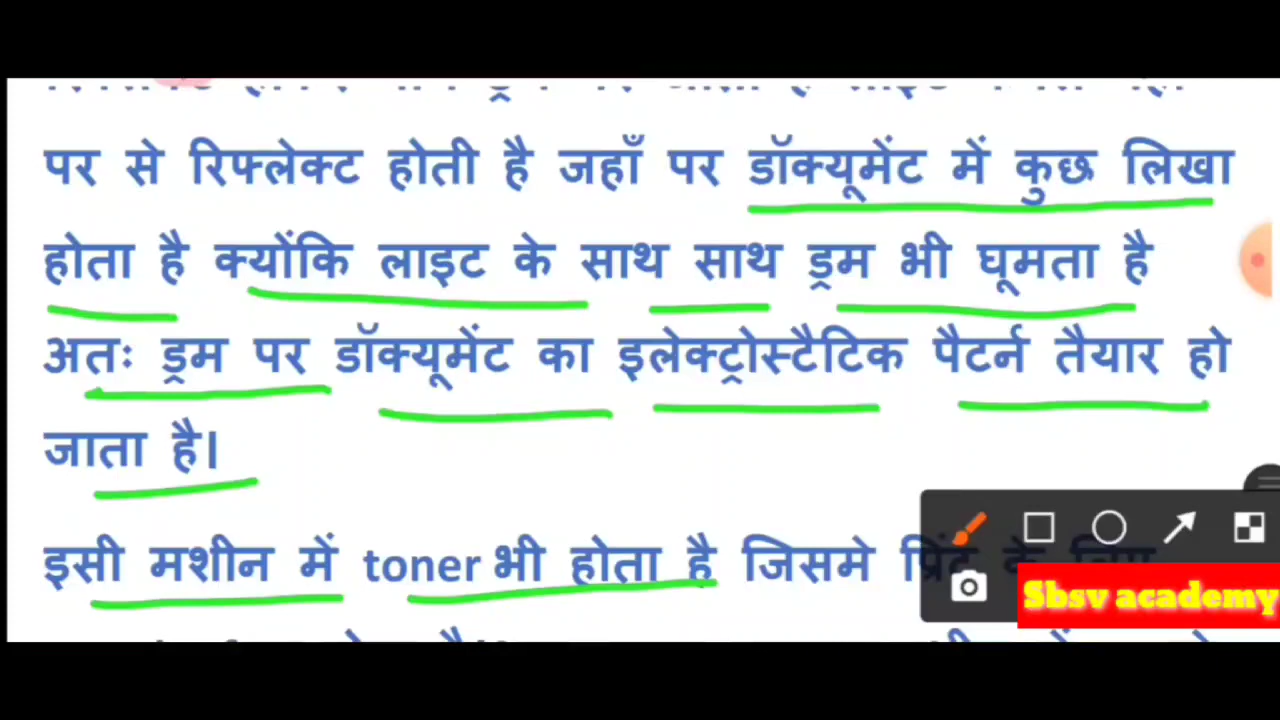 पर से रिफ्लेक्ट होती है जहाँ पर डॉक्यूमेंट में कुछ लिखा
होता है क्योंकि लाइट के साथ साथ ड्रम भी घूमता है
अतः ड्रम पर डॉक्यूमेंट का इलेक्ट्रोस्टैटिक पैटर्न तैयार हो
जाता है।
इसी मशीन में toner भी होता है जिसमे प्रिंट के लिए
Sbsv academy